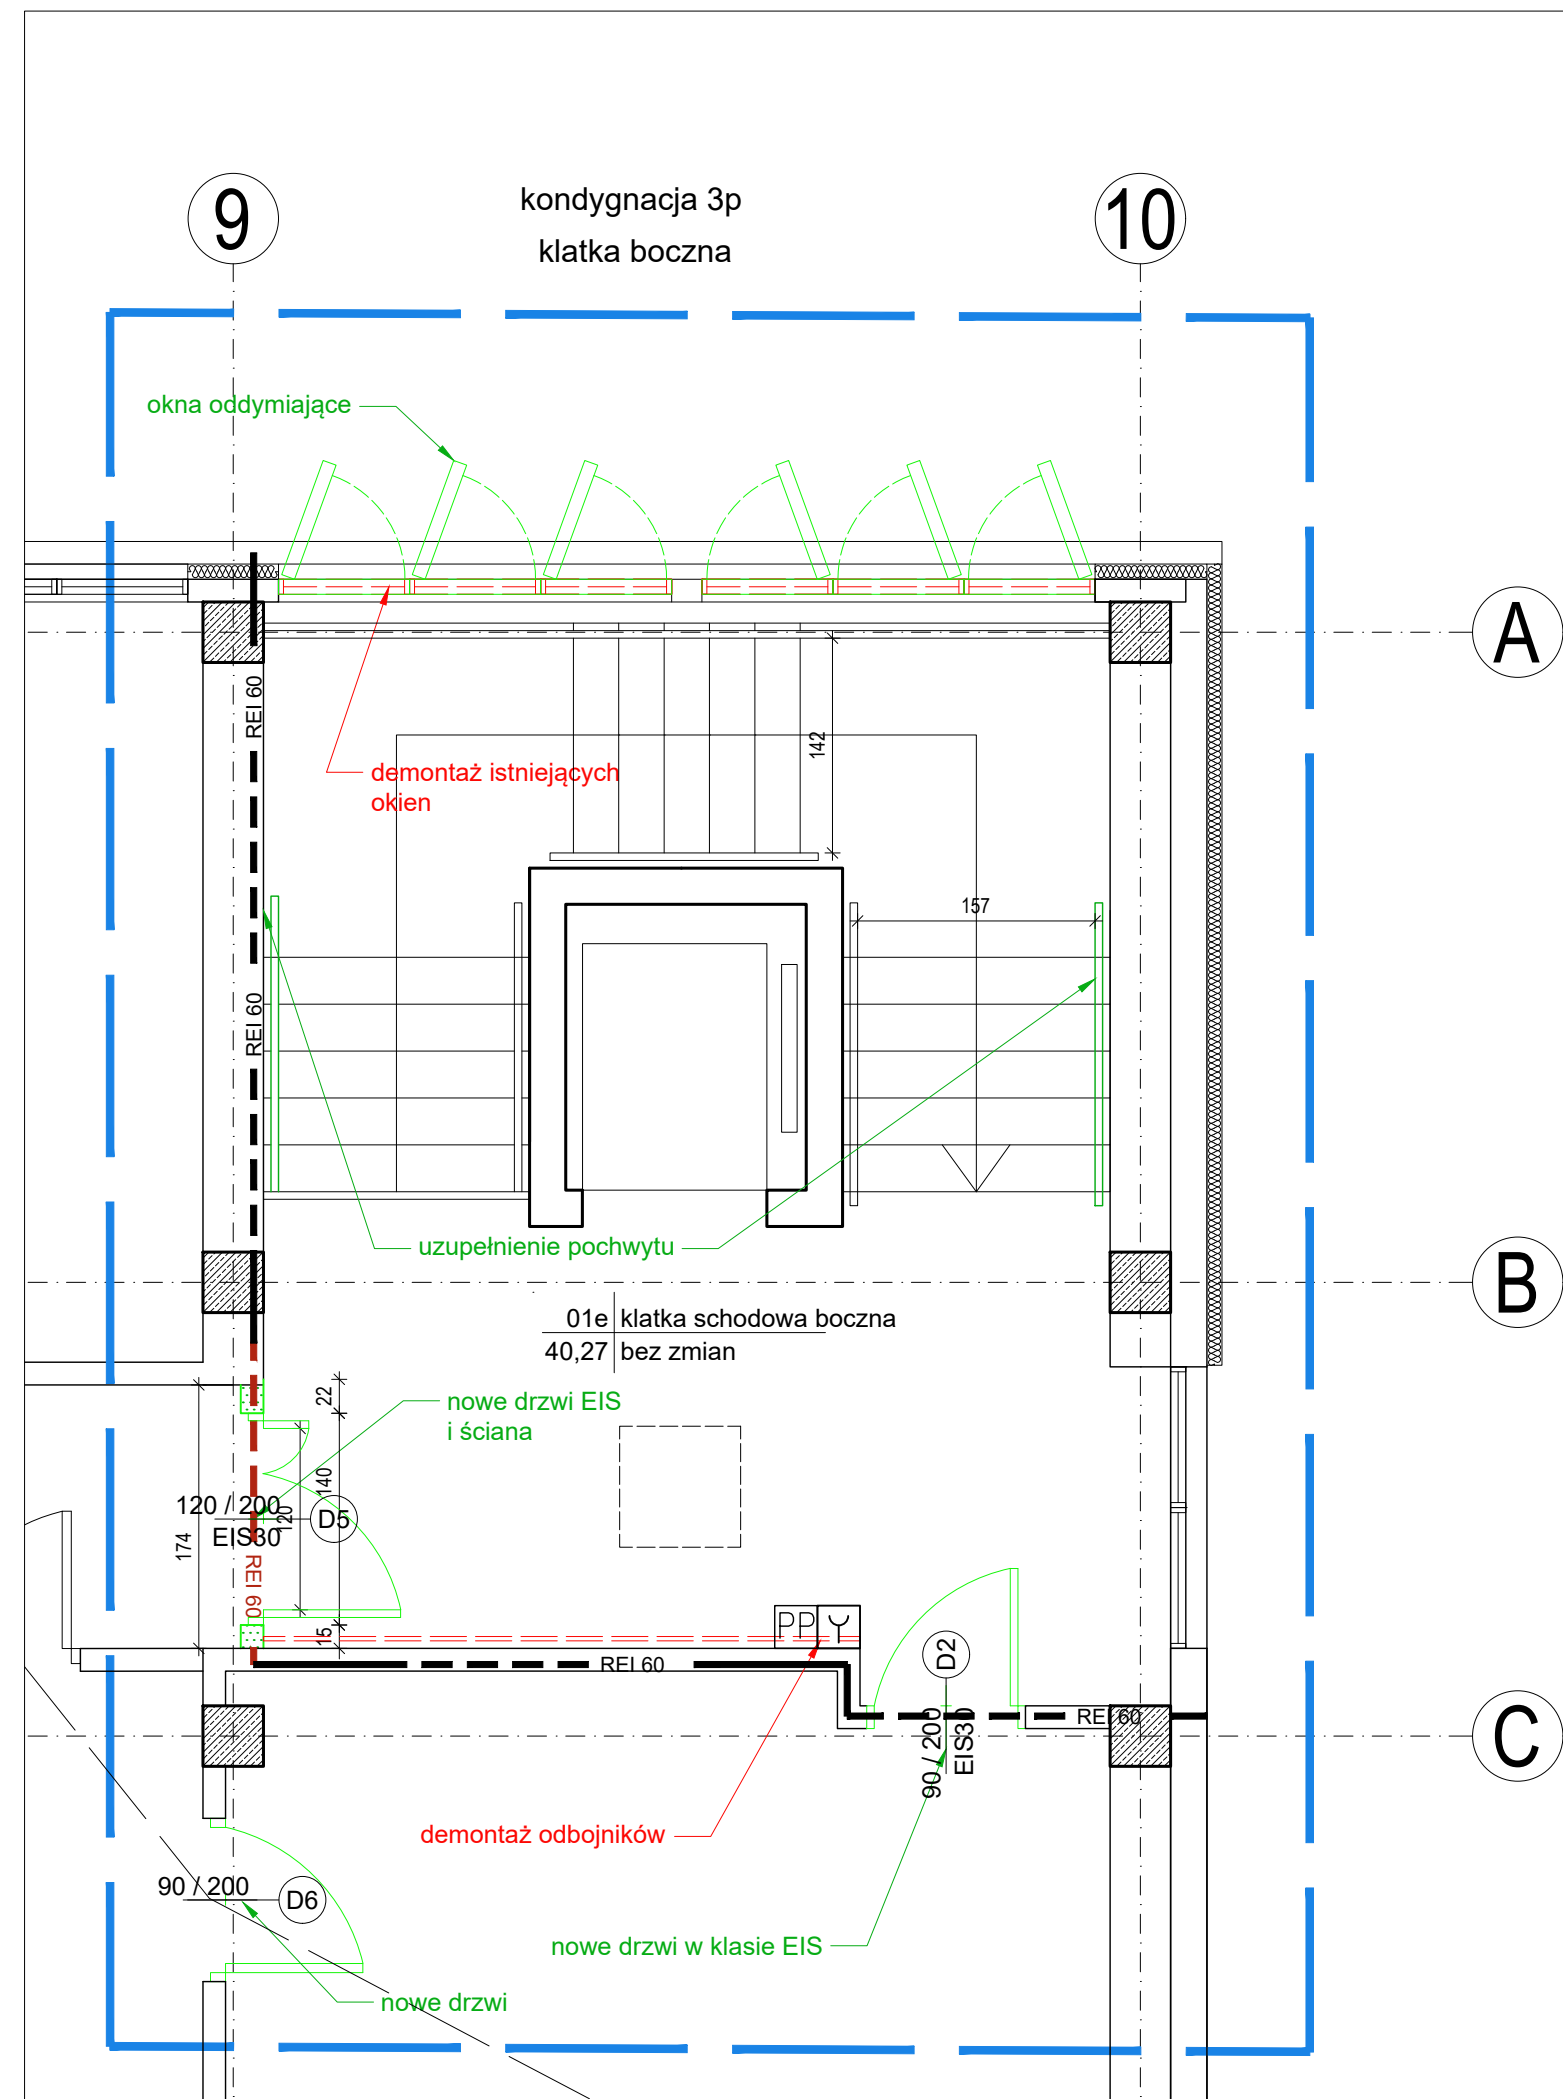 kondygnacja 3p
klatka boczna
9
10
okna oddymiające
A
REI 60
142
demontaż istniejących
okien
157
REI 60
uzupełnienie pochwytu
B
01e klatka schodowa boczna
40,27 bez zmian
22
nowe drzwi EIS
i ściana
140
120 / 200
EIS30
120
D5
174
REI 60
15
PP
REI 60
D2
90 / 200
EIS30
REI 60
C
demontaż odbojników
90 / 200
D6
nowe drzwi w klasie EIS
nowe drzwi